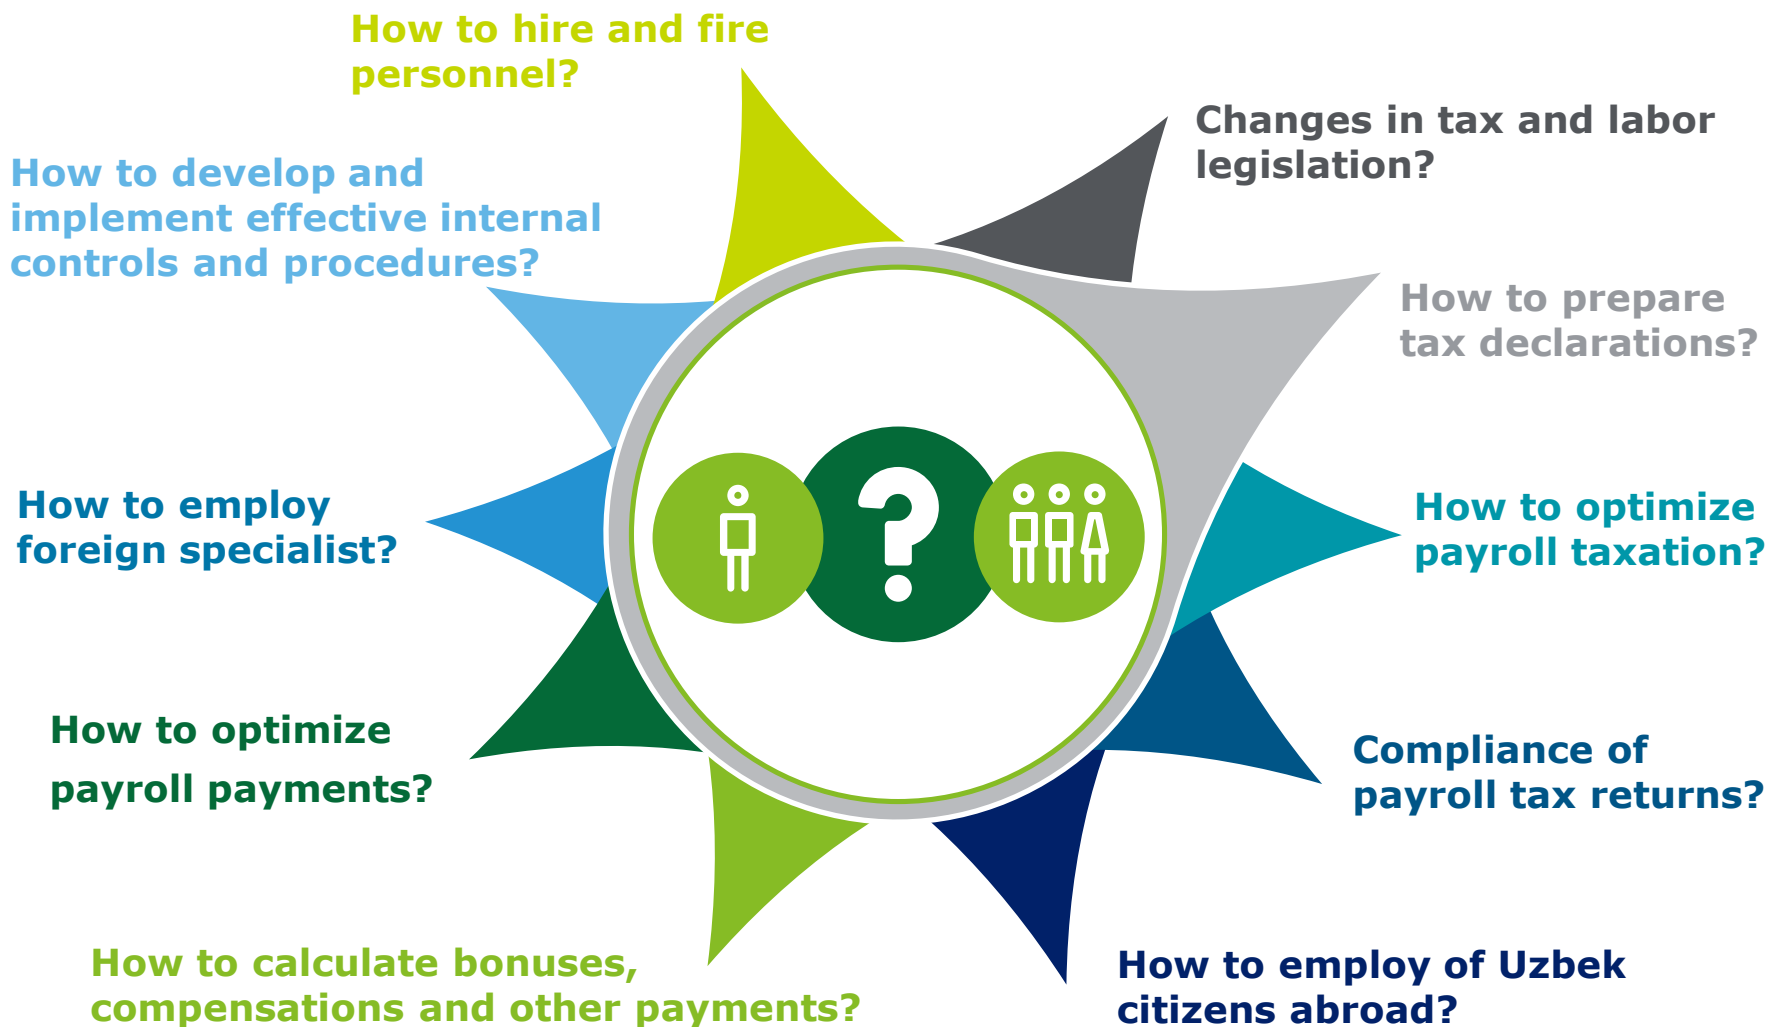 How to hire and fire
personnel?
Changes in tax and labor
legislation?
How to develop and
implement effective internal
controls and procedures?
How to prepare
tax declarations?
How to employ
foreign specialist?
How to optimize
payroll taxation?
How to optimize
payroll payments?
Compliance of
payroll tax returns?
How to calculate bonuses,
compensations and other payments?
How to employ of Uzbek
citizens abroad?